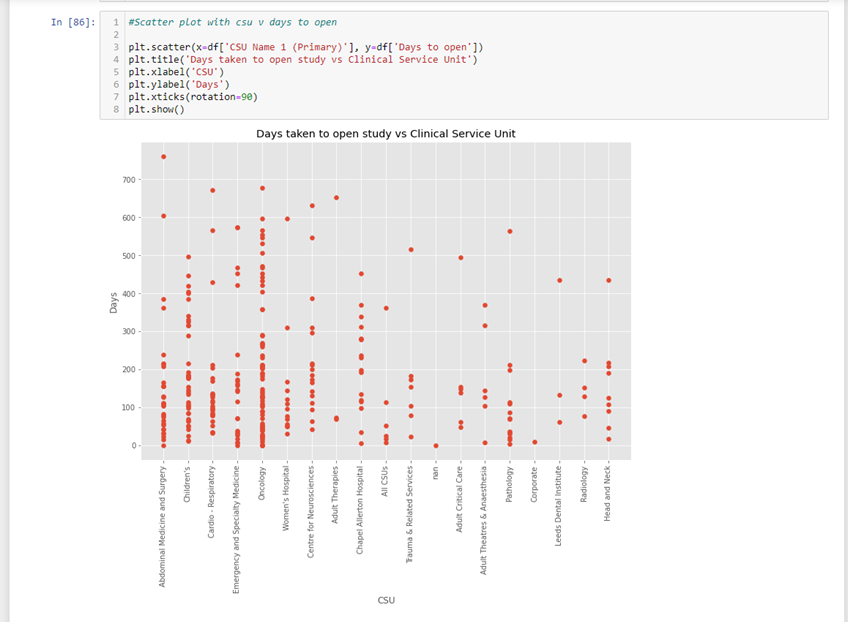 In [86]:
1 #Scatter plot with csu v days to open
2
3 plt.scatter(x=df['CSU Name 1 (Primary)'], y=df['Days to open'])
4 plt.title('Days taken to open study vs Clinical Service Unit')
5 plt.xlabel('CSU')
6 plt.ylabel('Days')
7 plt.xticks(rotation=90)
8 plt.show()
Days taken to open study vs Clinical Service Unit
Days
700
600
500
400
300
200
100
0
Abdominal Medicine and Surgery
Children's
Cardio - Respiratory
Emergency and Specialty Medicine
Oncology
Women's Hospital
Centre for Neurosciences
Adult Therapies
Chapel Allerton Hospital
All CSUs
Trauma & Related Services
nan
Adult Critical Care
Adult Theatres & Anaesthesia
Pathology
Corporate
Leeds Dental Institute
Radiology
Head and Neck
CSU